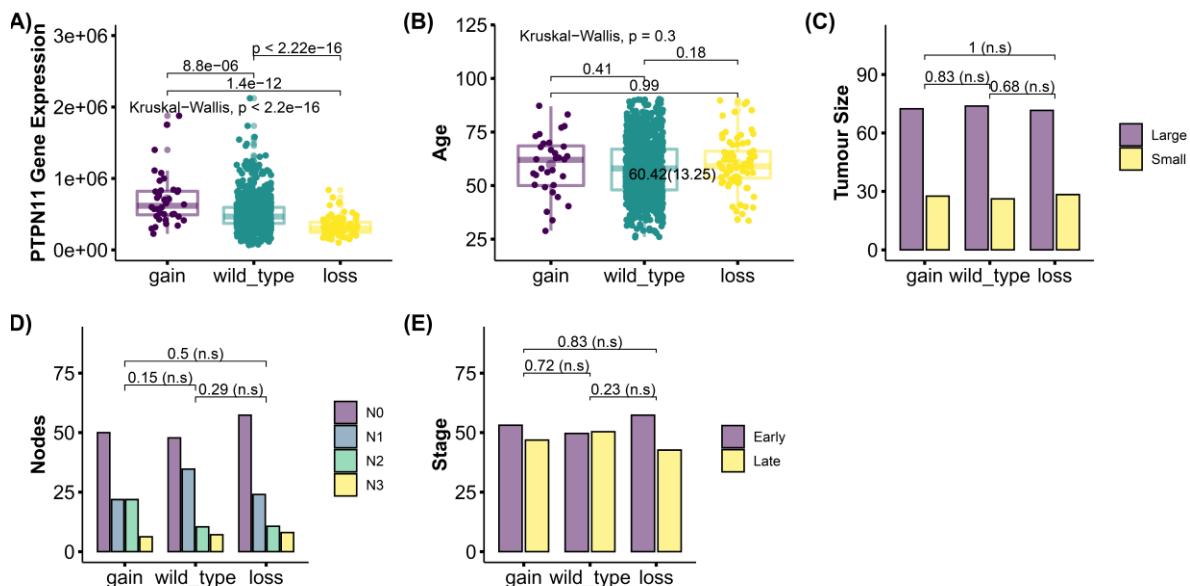 A)
PTPN11 Gene Expression
3e+06
2e+06
1e+06
0e+00
p < 2.22e−16
8.8e−06
1.4e−12
Kruskal−Wallis, p < 2.2e−16
gain wild_type loss
(B)
Age
125
100
75
50
25
Kruskal−Wallis, p = 0.3
0.18
0.41
0.99
60.42(13.25)
gain wild_type loss
(C)
Tumour Size
90
60
30
0
1 (n.s)
0.83 (n.s)
0.68 (n.s)
gain wild_type loss
Large
Small
D)
Nodes
75
50
25
0
0.5 (n.s)
0.15 (n.s)
0.29 (n.s)
gain wild_type loss
N0
N1
N2
N3
(E)
Stage
75
50
25
0
0.83 (n.s)
0.72 (n.s)
0.23 (n.s)
gain wild_type loss
Early
Late